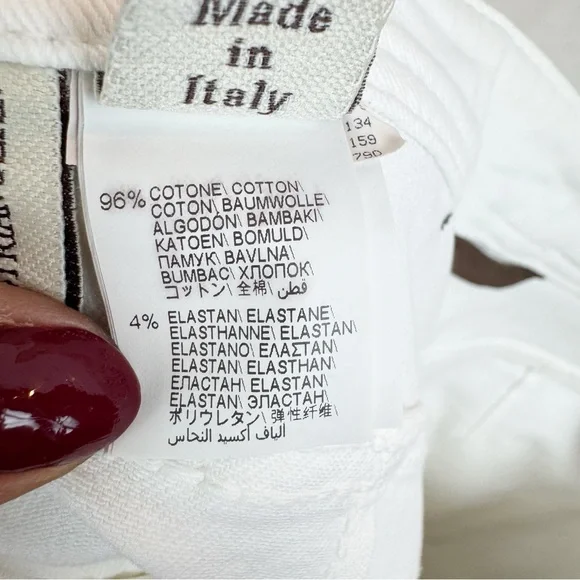 Made
in
Italy
134
159
790
96% COTONE\ COTTON\
COTON\ BAUMWOLLE\
ALGODÓN\ BAMBAKI\
KATOEN\ BOMULD\
ПАМУК\ BAVLNA\
BUMBAC\ ХЛОПОК\
コットン\ 全棉\ قطن\
4% ELASTAN\ ELASTANE\
ELASTHANNE\ ELASTAN\
ELASTANO\ ΕΛΑΣΤΑΝ\
ELASTAN\ ELASTHAN\
ЕЛАСТАН\ ELASTAN\
ELASTAN\ ЭЛАСТАН\
ポリウレタン\ 弹性纤维\
الياف أكسيد النحاس\